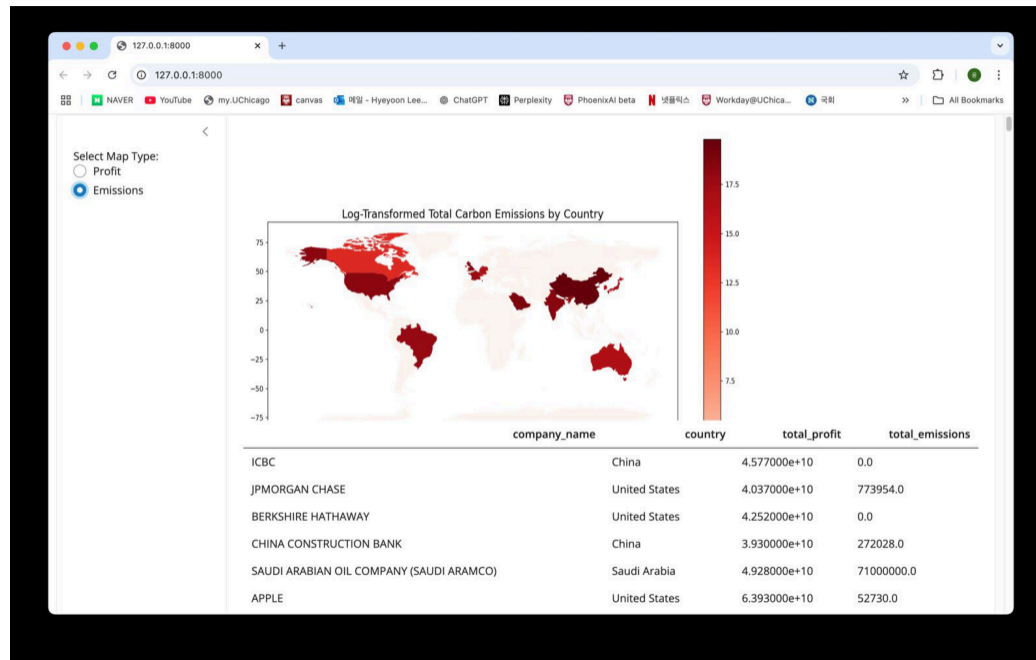 127.0.0.1:8000
127.0.0.1:8000
NAVER YouTube my.UChicago canvas 메일 - Hyeyoon Lee... ChatGPT Perplexity PhoenixAI beta 넷플릭스 Workday@UChica... 국회 » All Bookmarks
Select Map Type:
Profit
Emissions
Log-Transformed Total Carbon Emissions by Country
75
50
25
0
−25
−50
−75
17.5
15.0
12.5
10.0
7.5
company_name country total_profit total_emissions
ICBC China 4.577000e+10 0.0
JPMORGAN CHASE United States 4.037000e+10 773954.0
BERKSHIRE HATHAWAY United States 4.252000e+10 0.0
CHINA CONSTRUCTION BANK China 3.930000e+10 272028.0
SAUDI ARABIAN OIL COMPANY (SAUDI ARAMCO) Saudi Arabia 4.928000e+10 71000000.0
APPLE United States 6.393000e+10 52730.0